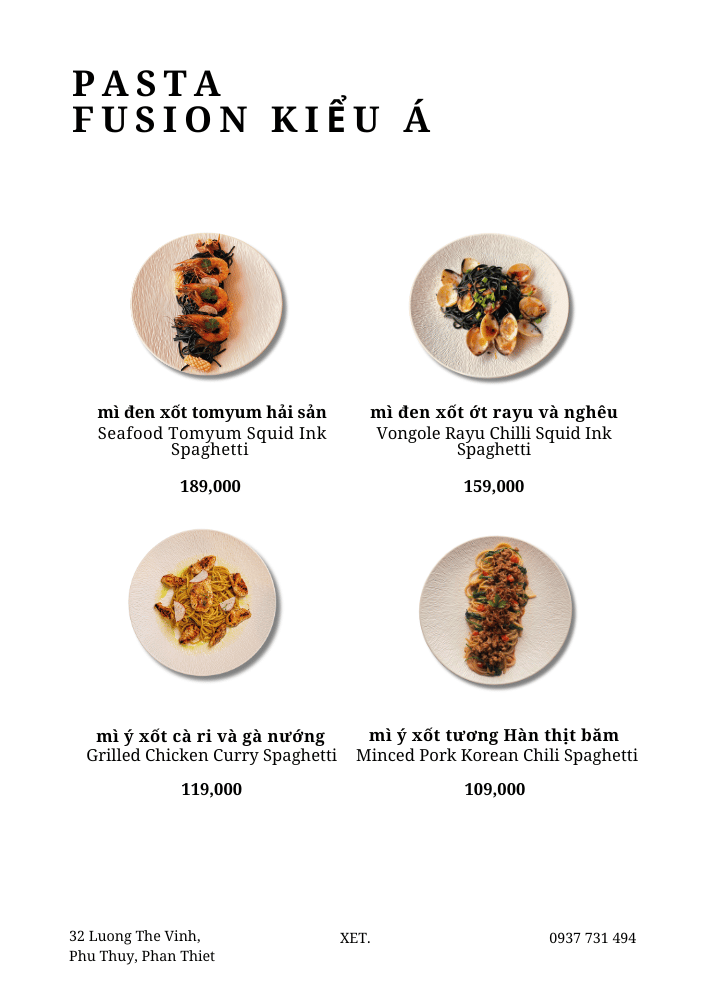 PASTA
FUSION KIỂU Á
mì đen xốt tomyum hải sản
Seafood Tomyum Squid Ink
Spaghetti
189,000
mì đen xốt ớt rayu và nghêu
Vongole Rayu Chilli Squid Ink
Spaghetti
159,000
mì ý xốt cà ri và gà nướng
Grilled Chicken Curry Spaghetti
119,000
mì ý xốt tương Hàn thịt băm
Minced Pork Korean Chili Spaghetti
109,000
32 Luong The Vinh,
Phu Thuy, Phan Thiet
XET.
0937 731 494